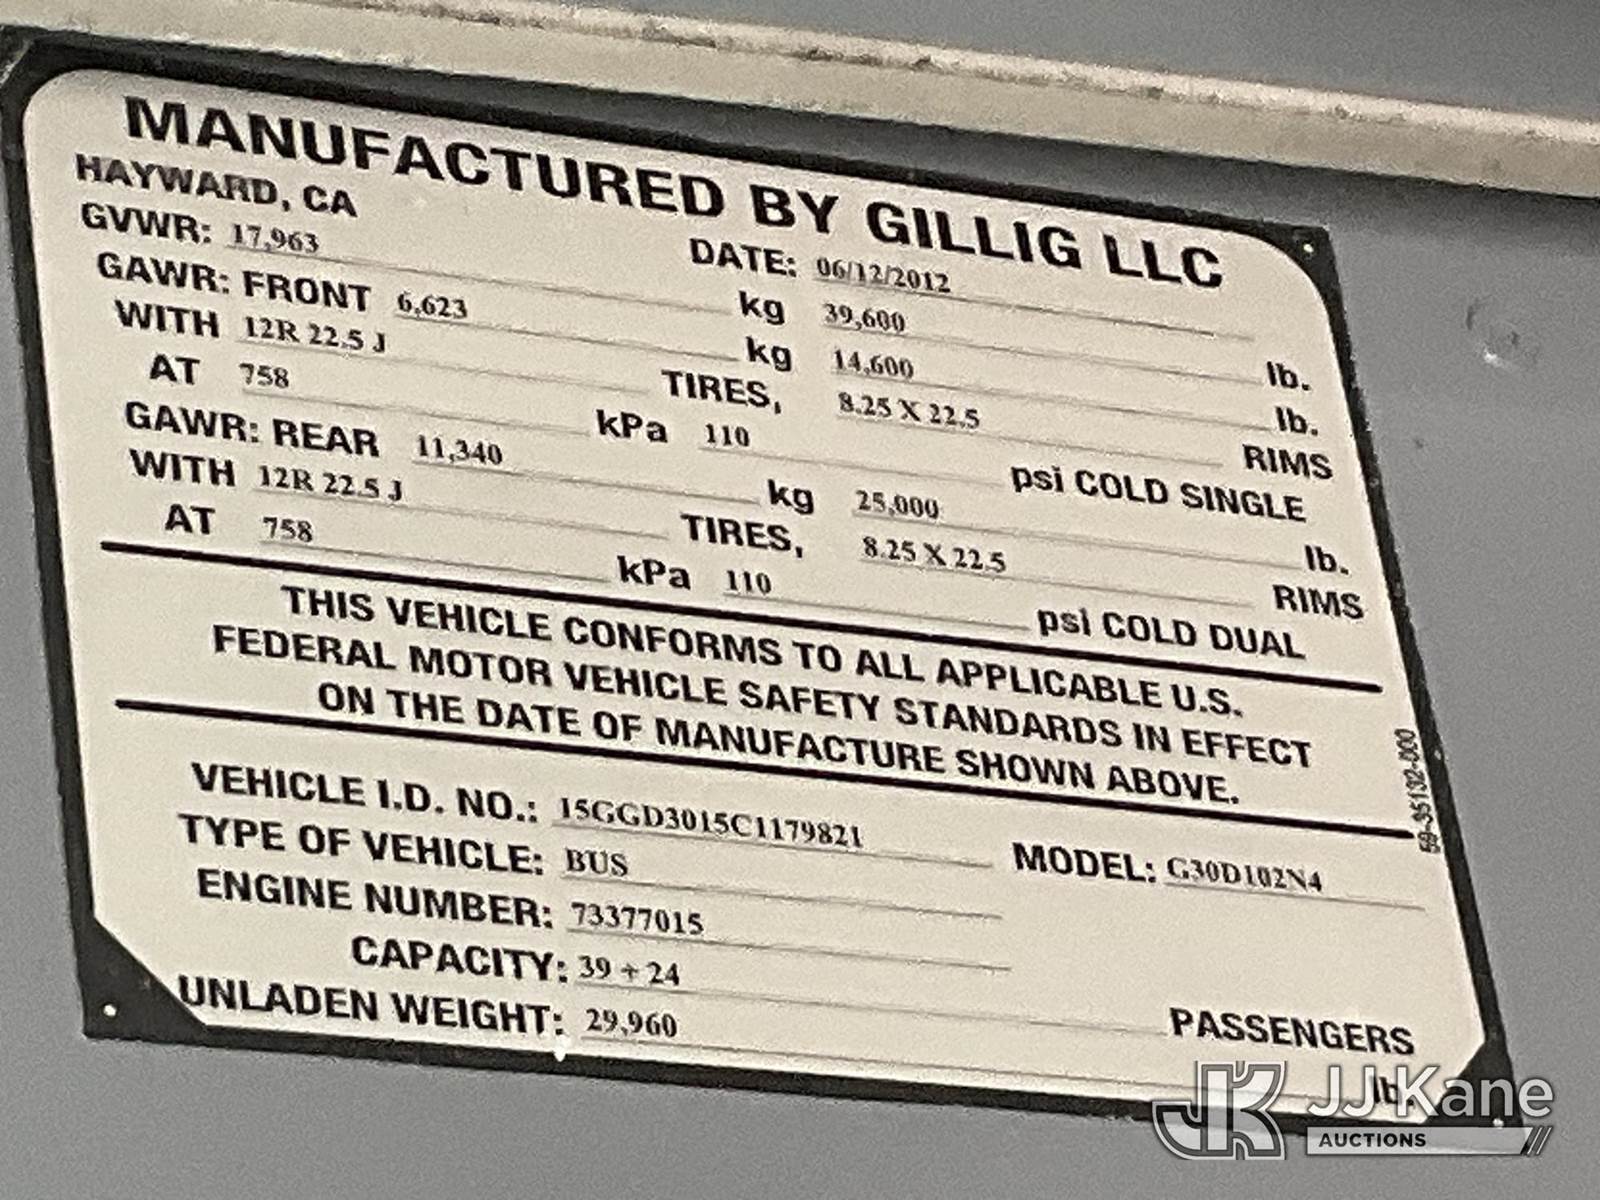 MANUFACTURED BY GILLIG LLC
HAYWARD, CA
DATE: 06/12/2012
GVWR: 17,963 kg 39,600 lb.
GAWR: FRONT 6,623 kg 14,600 lb.
WITH 12R 22.5 J TIRES, 8.25 X 22.5 RIMS
AT 758 kPa 110 psi COLD SINGLE
GAWR: REAR 11,340 kg 25,000 lb.
WITH 12R 22.5 J TIRES, 8.25 X 22.5 RIMS
AT 758 kPa 110 psi COLD DUAL
THIS VEHICLE CONFORMS TO ALL APPLICABLE U.S.
FEDERAL MOTOR VEHICLE SAFETY STANDARDS IN EFFECT
ON THE DATE OF MANUFACTURE SHOWN ABOVE.
VEHICLE I.D. NO.: 15GGD3015C1179821 MODEL: G30D102N4
TYPE OF VEHICLE: BUS
ENGINE NUMBER: 73377015
CAPACITY: 39 + 24 PASSENGERS
UNLADEN WEIGHT: 29,960 lb.
59-35132-000
JK JJKane
AUCTIONS